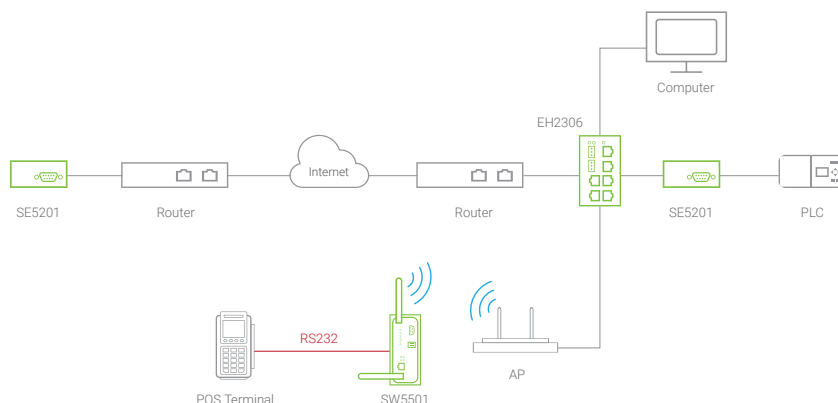 Computer
EH2306
Internet
SE5201
Router
Router
SE5201
PLC
RS232
AP
POS Terminal
SW5501